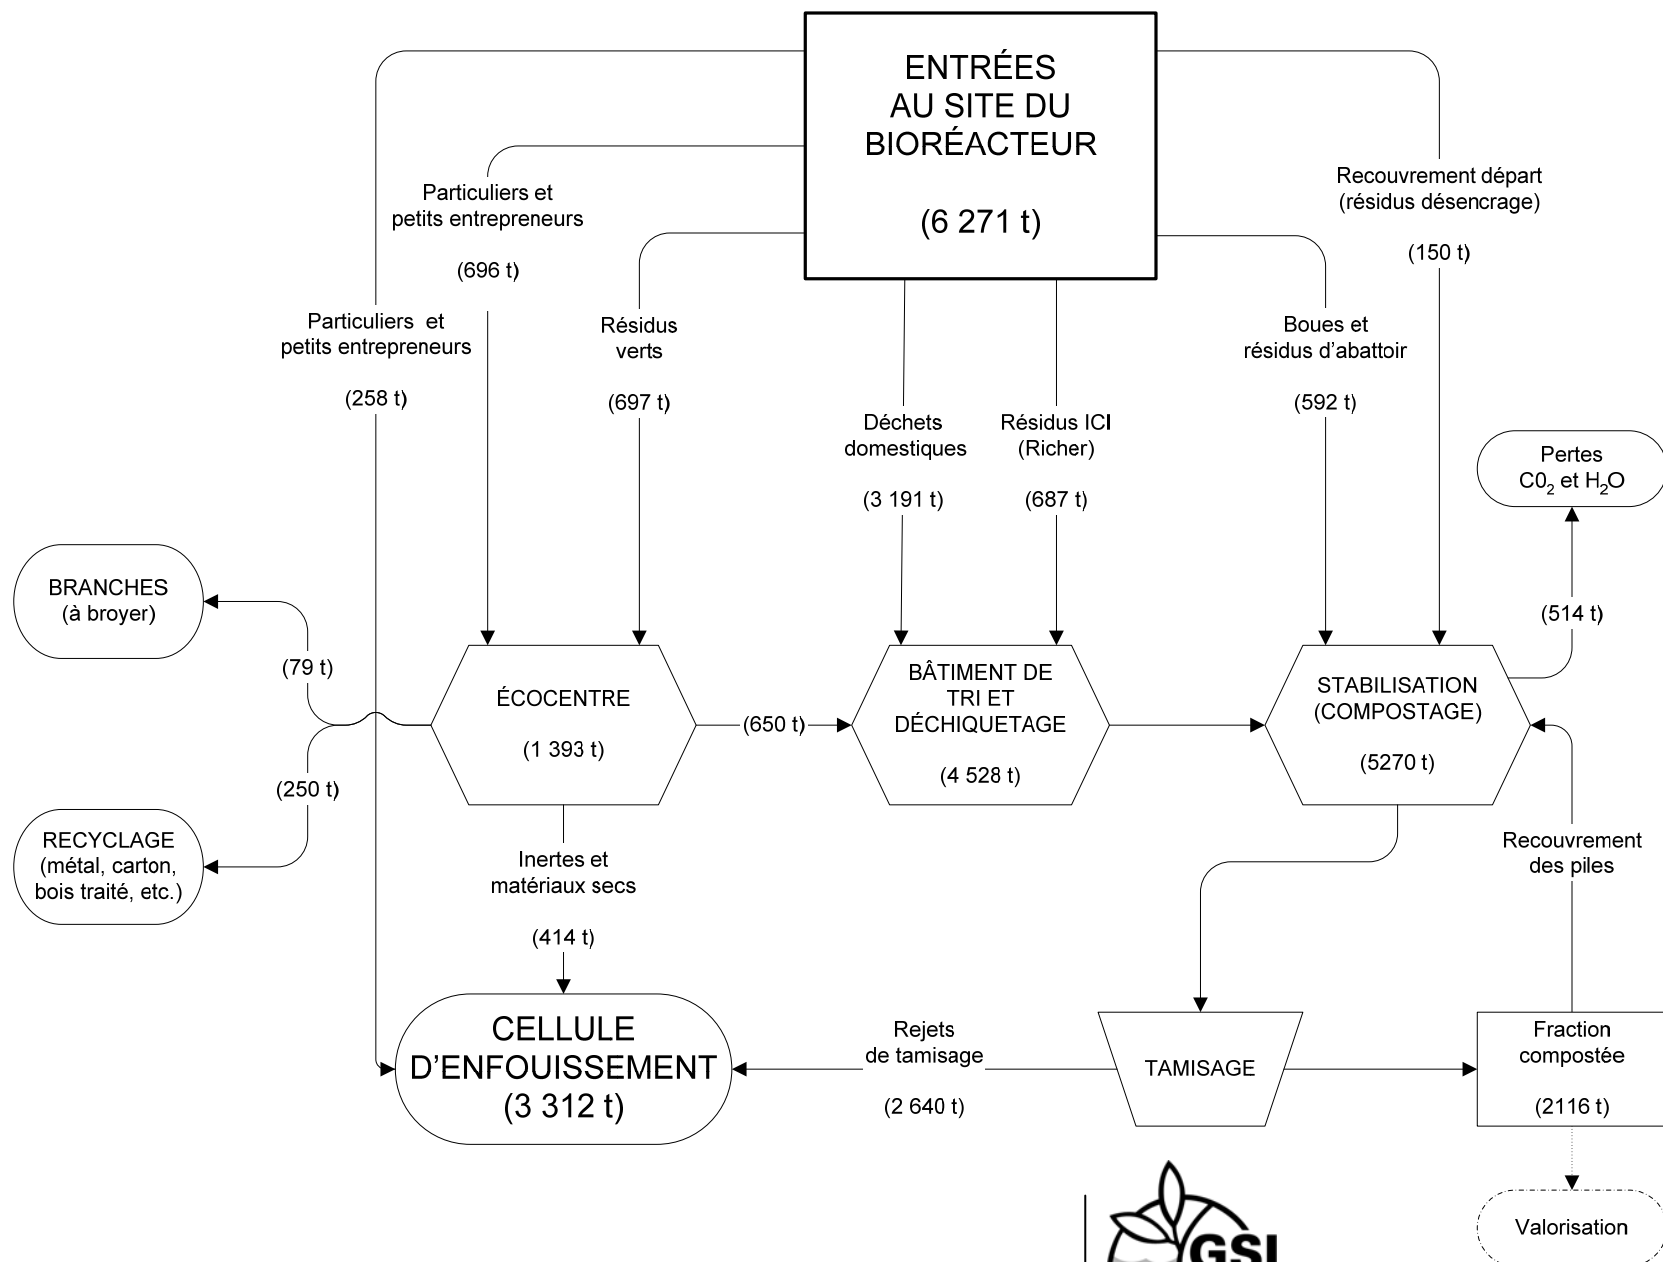 ENTRÉES
AU SITE DU
BIORÉACTEUR
(6 271 t)
Particuliers et
petits entrepreneurs
(696 t)
Recouvrement départ
(résidus désencrage)
(150 t)
Particuliers et
petits entrepreneurs
(258 t)
Résidus
verts
(697 t)
Boues et
résidus d'abattoir
(592 t)
Déchets
domestiques
(3 191 t)
Résidus ICI
(Richer)
(687 t)
Pertes
C0₂ et H₂O
(514 t)
BRANCHES
(à broyer)
(79 t)
ÉCOCENTRE
(1 393 t)
(650 t)
BÂTIMENT DE
TRI ET
DÉCHIQUETAGE
(4 528 t)
STABILISATION
(COMPOSTAGE)
(5270 t)
(250 t)
RECYCLAGE
(métal, carton,
bois traité, etc.)
Inertes et
matériaux secs
(414 t)
Recouvrement
des piles
CELLULE
D'ENFOUISSEMENT
(3 312 t)
Rejets
de tamisage
(2 640 t)
TAMISAGE
Fraction
compostée
(2116 t)
Valorisation
GSI